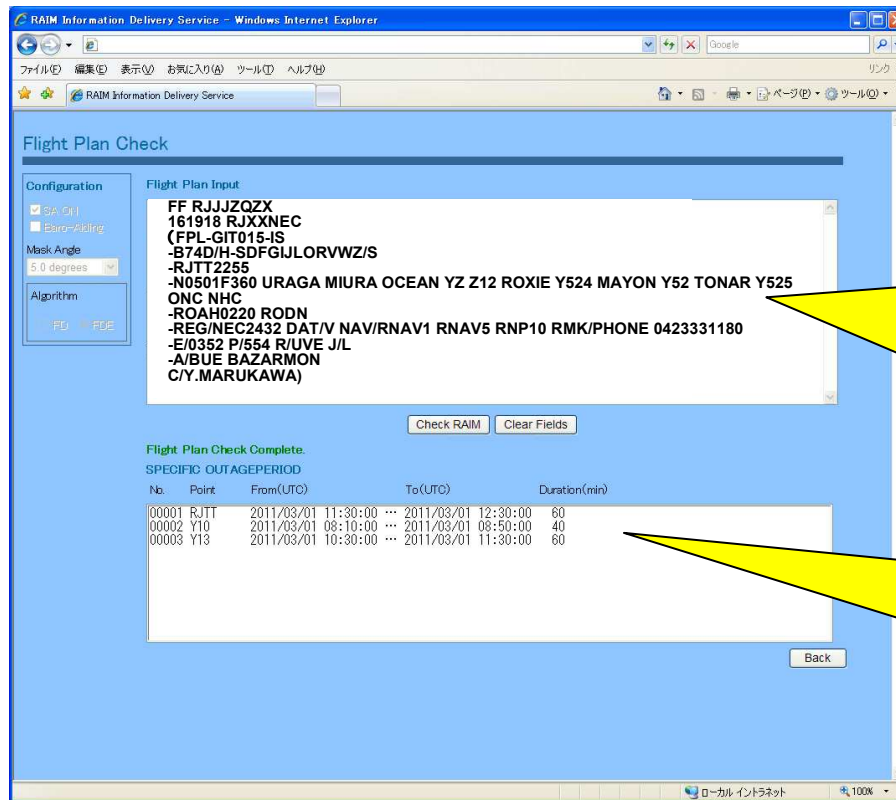 RAIM Information Delivery Service - Windows Internet Explorer
Google
ファイル(F) 編集(E) 表示(V) お気に入り(A) ツール(T) ヘルプ(H)
リンク
RAIM Information Delivery Service
ページ(P) ツール(O)
Flight Plan Check
Configuration
Flight Plan Input
SA ON
Baro-Aiding
Mask Angle
5.0 degrees
Algorithm
FD FDE
FF RJJJZQZX
161918 RJXXNEC
(FPL-GIT015-IS
-B74D/H-SDFGIJLORVWZ/S
-RJTT2255
-N0501F360 URAGA MIURA OCEAN YZ Z12 ROXIE Y524 MAYON Y52 TONAR Y525
ONC NHC
-ROAH0220 RODN
-REG/NEC2432 DAT/V NAV/RNAV1 RNAV5 RNP10 RMK/PHONE 0423331180
-E/0352 P/554 R/UVE J/L
-A/BUE BAZARMON
C/Y.MARUKAWA)
Check RAIM Clear Fields
Flight Plan Check Complete.
SPECIFIC OUTAGEPERIOD
No. Point From(UTC) To(UTC) Duration(min)
00001 RJTT 2011/03/01 11:30:00 … 2011/03/01 12:30:00 60
00002 Y10 2011/03/01 08:10:00 … 2011/03/01 08:50:00 40
00003 Y13 2011/03/01 10:30:00 … 2011/03/01 11:30:00 60
Back
ローカル イントラネット
100%